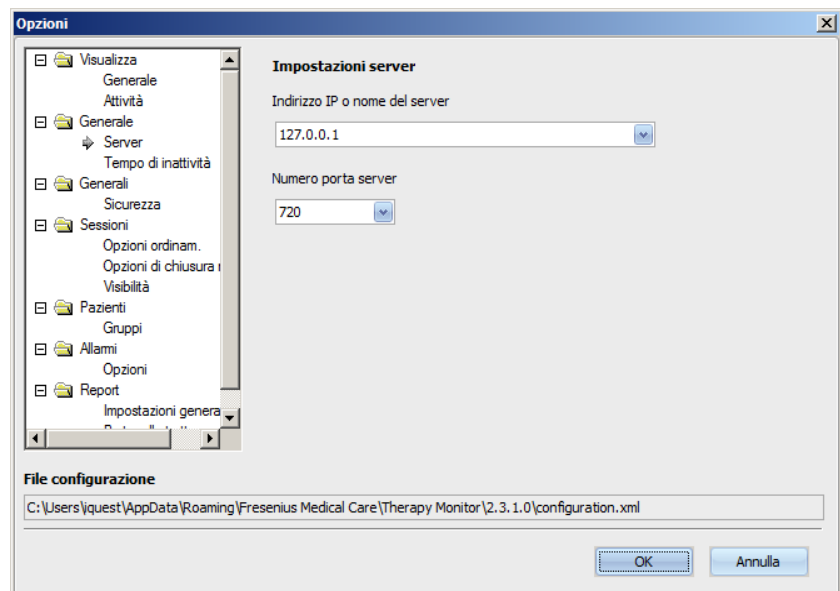 Opzioni
Visualizza
Generale
Attività
Generale
Server
Tempo di inattività
Generali
Sicurezza
Sessioni
Opzioni ordinam.
Opzioni di chiusura
Visibilità
Pazienti
Gruppi
Allarmi
Opzioni
Report
Impostazioni genera
Impostazioni server
Indirizzo IP o nome del server
127.0.0.1
Numero porta server
720
File configurazione
C:\Users\iquest\AppData\Roaming\Fresenius Medical Care\Therapy Monitor\2.3.1.0\configuration.xml
OK
Annulla